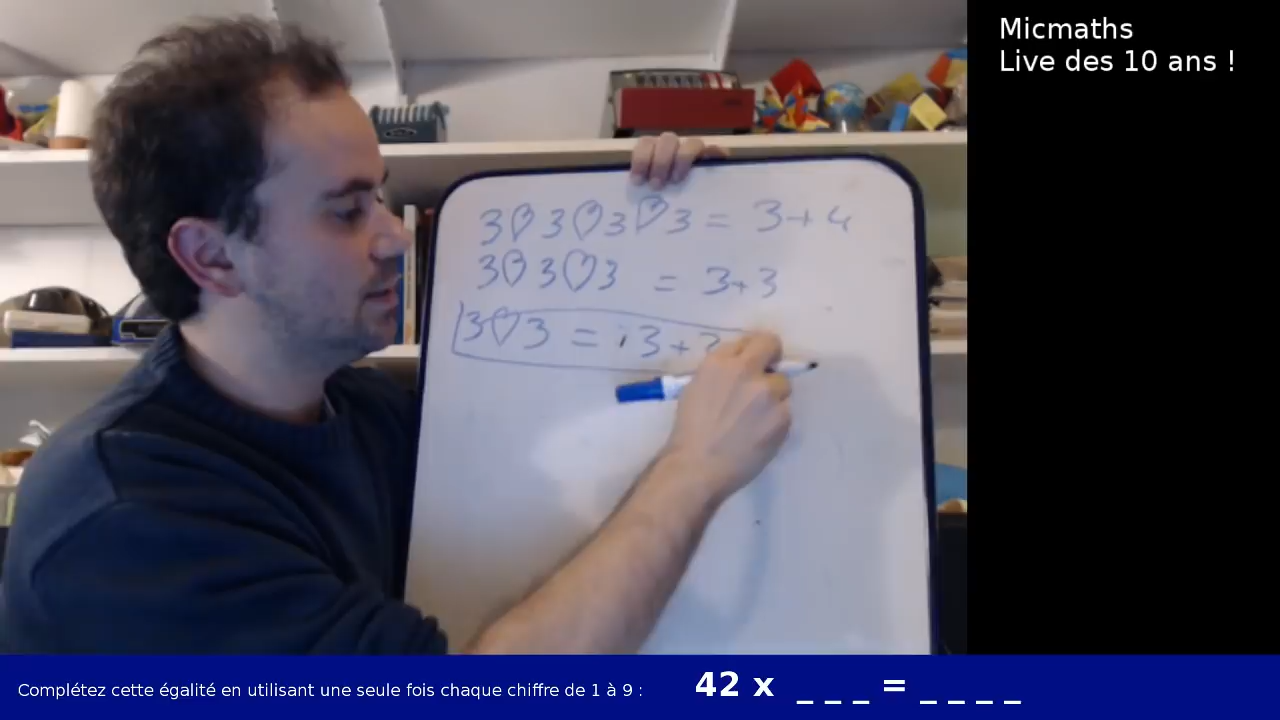 Micmaths
Live des 10 ans !
3♡3♡3♡3 = 3+4
3♡3♡3 = 3+3
3♡3 = 3+
Complétez cette égalité en utilisant une seule fois chaque chiffre de 1 à 9 :
42 x _ _ _ = _ _ _ _